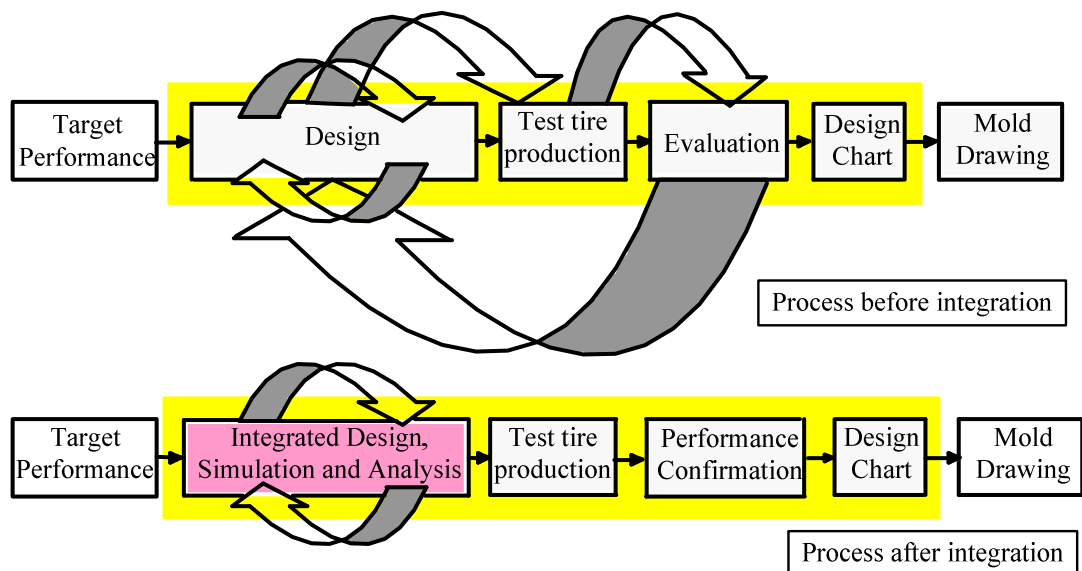 Target
Performance
Design
Test tire
production
Evaluation
Design
Chart
Mold
Drawing
Process before integration
Target
Performance
Integrated Design,
Simulation and Analysis
Test tire
production
Performance
Confirmation
Design
Chart
Mold
Drawing
Process after integration